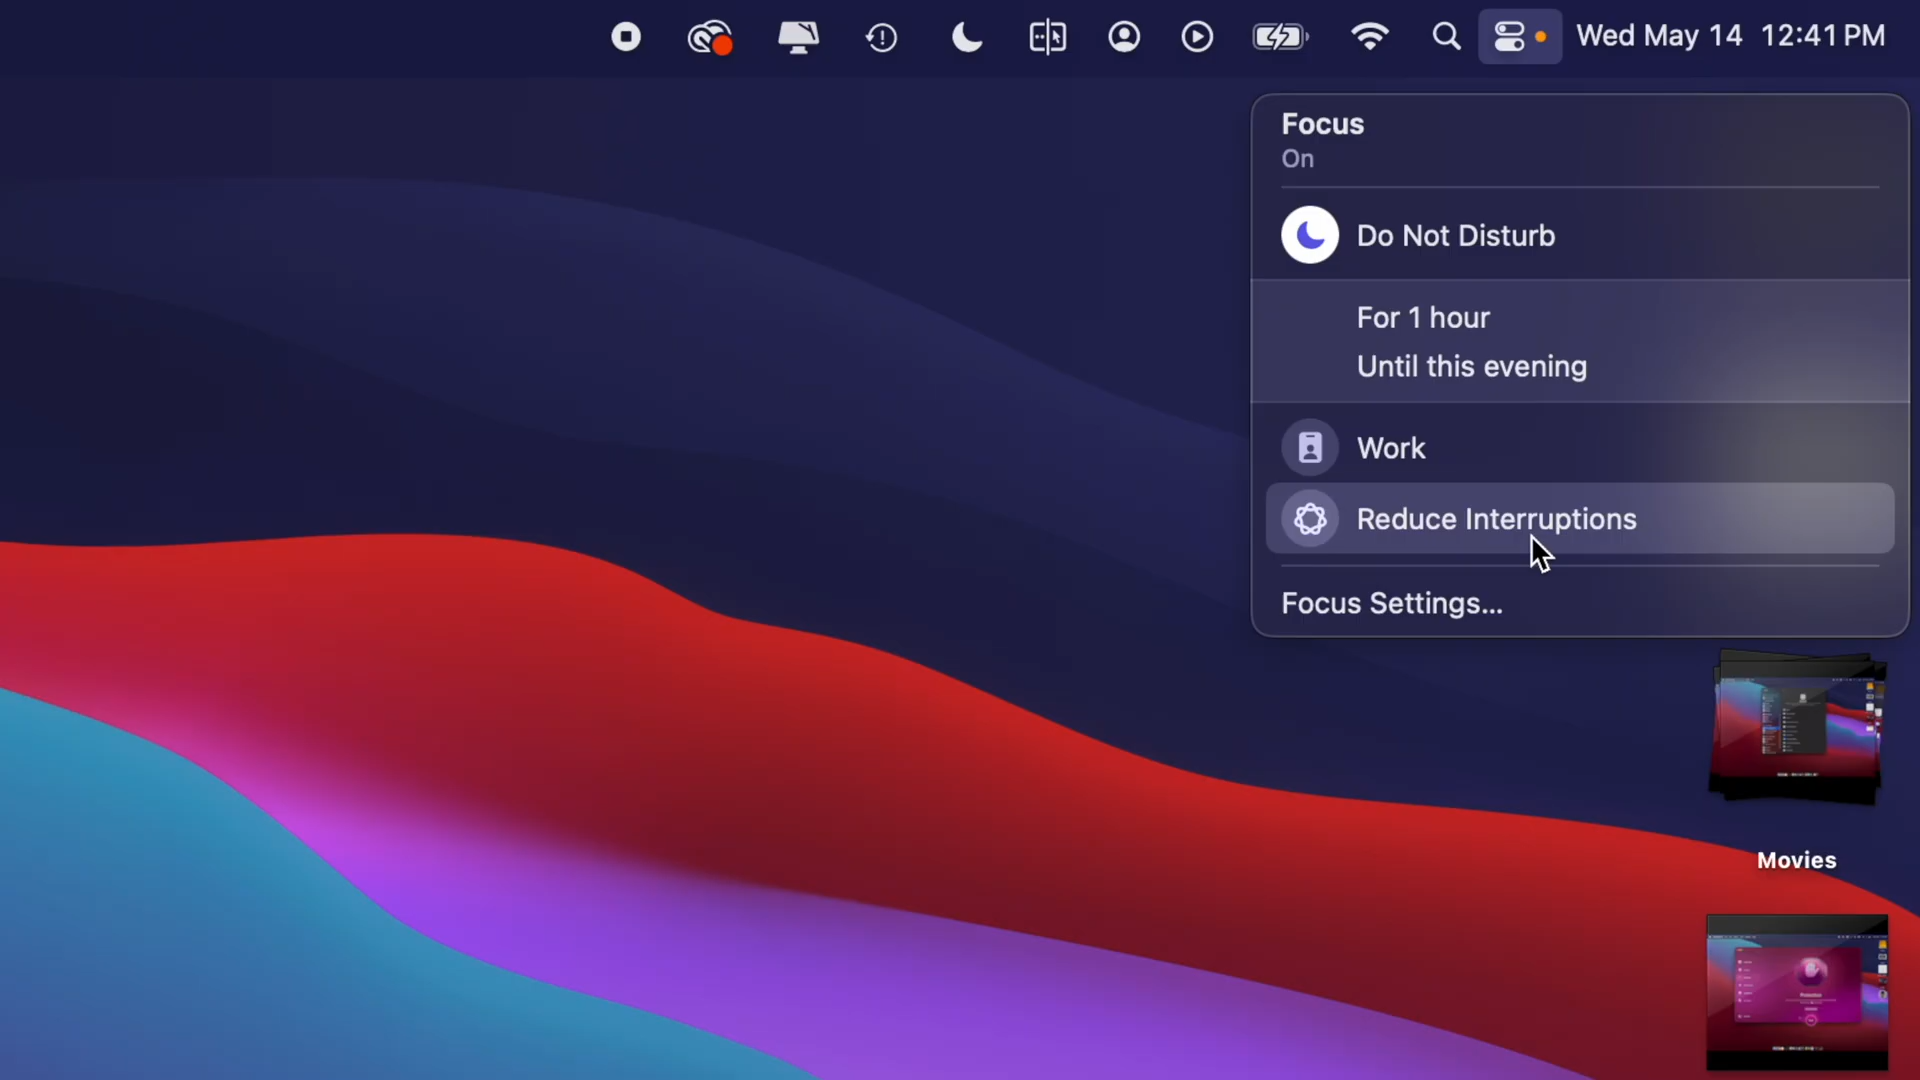 Wed May 14 12:41 PM
Focus
On
Do Not Disturb
For 1 hour
Until this evening
Work
Reduce Interruptions
Focus Settings...
Movies